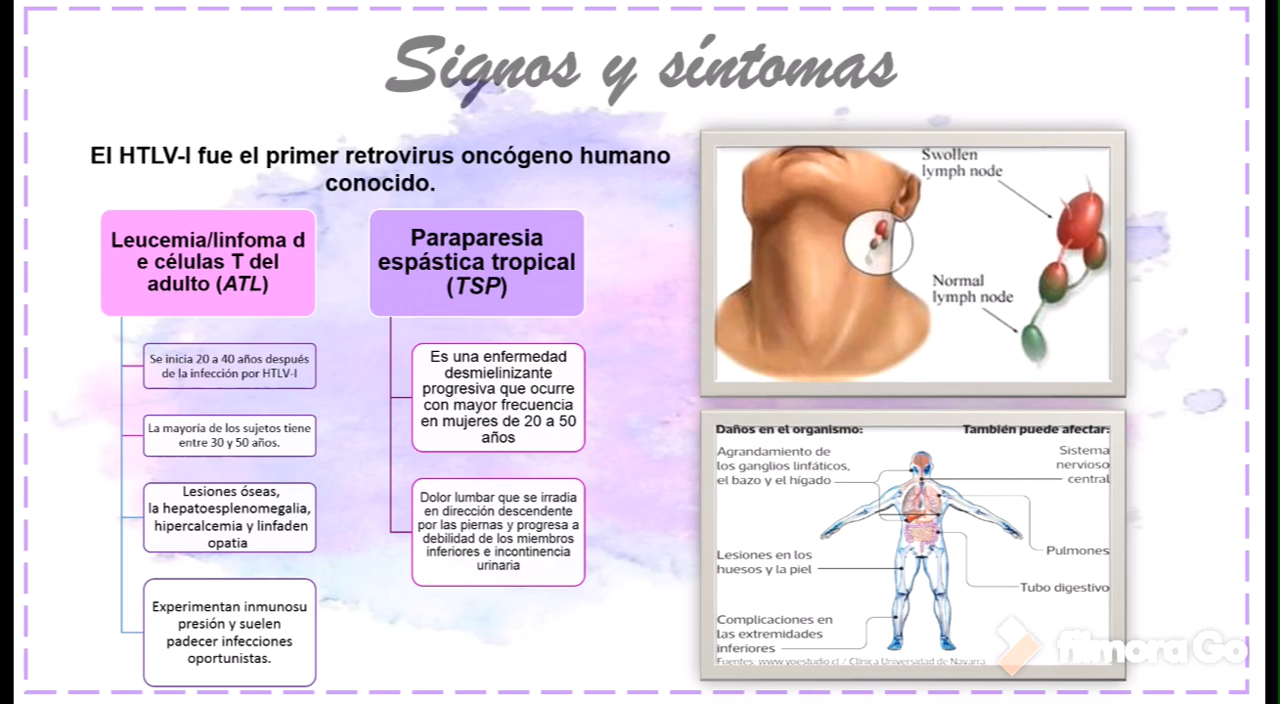 Signos y síntomas
El HTLV-I fue el primer retrovirus oncógeno humano
conocido.
Leucemia/linfoma d
e células T del
adulto (ATL)
Se inicia 20 a 40 años después
de la infección por HTLV-I
La mayoría de los sujetos tiene
entre 30 y 50 años.
Lesiones óseas,
la hepatoesplenomegalia,
hipercalcemia y linfaden
opatia
Experimentan inmunosu
presión y suelen
padecer infecciones
oportunistas.
Paraparesia
espástica tropical
(TSP)
Es una enfermedad
desmielinizante
progresiva que ocurre
con mayor frecuencia
en mujeres de 20 a 50
años
Dolor lumbar que se irradia
en dirección descendente
por las piernas y progresa a
debilidad de los miembros
inferiores e incontinencia
urinaria
Swollen
lymph node
Normal
lymph node
Daños en el organismo:
Agrandamiento de
los ganglios linfáticos,
el bazo y el hígado
Lesiones en los
huesos y la piel
Complicaciones en
las extremidades
inferiores
También puede afectar:
Sistema
nervioso
central
Pulmones
Tubo digestivo
Fuentes: www.yoestudio.cl / Clínica Universidad de Navarra
filmora Go